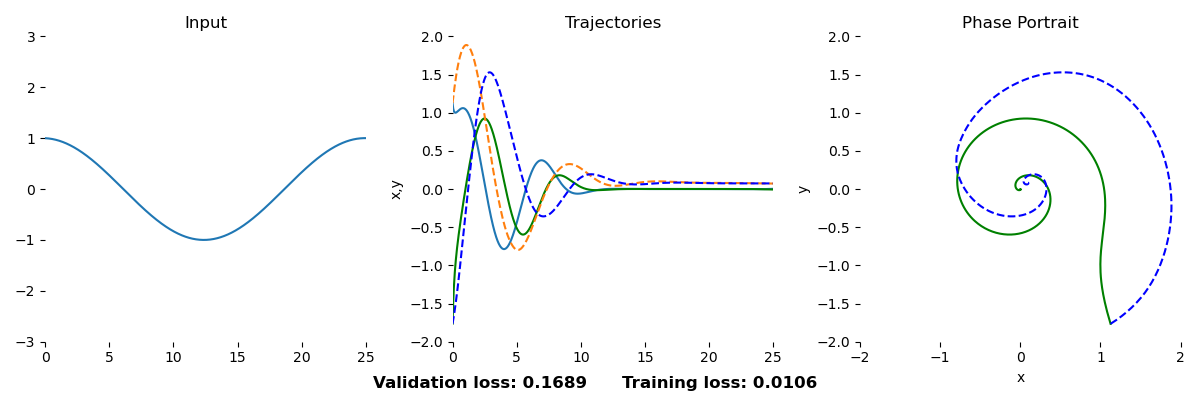 Input
3
2
1
0
−1
−2
−3
0 5 10 15 20 25
Trajectories
x,y
2.0
1.5
1.0
0.5
0.0
−0.5
−1.0
−1.5
−2.0
0 5 10 15 20 25
Phase Portrait
y
2.0
1.5
1.0
0.5
0.0
−0.5
−1.0
−1.5
−2.0
−2 −1 0 1 2
x
Validation loss: 0.1689 Training loss: 0.0106